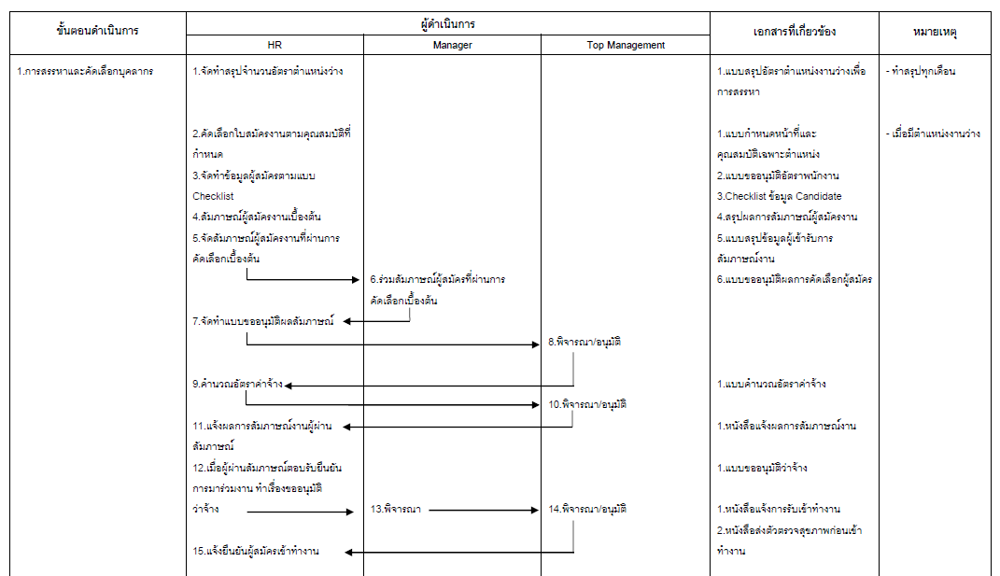 ขั้นตอนดำเนินการ
ผู้ดำเนินการ
เอกสารที่เกี่ยวข้อง
หมายเหตุ
HR
Manager
Top Management
1.การสรรหาและคัดเลือกบุคลากร
1.จัดทำสรุปจำนวนอัตราตำแหน่งว่าง
1.แบบสรุปอัตราตำแหน่งงานว่างเพื่อ
การสรรหา
- ทำสรุปทุกเดือน
2.คัดเลือกใบสมัครงานตามคุณสมบัติที่
กำหนด
3.จัดทำข้อมูลผู้สมัครตามแบบ
Checklist
4.สัมภาษณ์ผู้สมัครงานเบื้องต้น
5.จัดสัมภาษณ์ผู้สมัครงานที่ผ่านการ
คัดเลือกเบื้องต้น
1.แบบกำหนดหน้าที่และ
คุณสมบัติเฉพาะตำแหน่ง
2.แบบขออนุมัติอัตราพนักงาน
3.Checklist ข้อมูล Candidate
4.สรุปผลการสัมภาษณ์ผู้สมัครงาน
5.แบบสรุปข้อมูลผู้เข้ารับการ
สัมภาษณ์งาน
6.แบบขออนุมัติผลการคัดเลือกผู้สมัคร
- เมื่อมีตำแหน่งงานว่าง
6.ร่วมสัมภาษณ์ผู้สมัครที่ผ่านการ
คัดเลือกเบื้องต้น
7.จัดทำแบบขออนุมัติผลสัมภาษณ์
8.พิจารณา/อนุมัติ
9.คำนวณอัตราค่าจ้าง
1.แบบคำนวณอัตราค่าจ้าง
10.พิจารณา/อนุมัติ
11.แจ้งผลการสัมภาษณ์งานผู้ผ่าน
สัมภาษณ์
1.หนังสือแจ้งผลการสัมภาษณ์งาน
12.เมื่อผู้ผ่านสัมภาษณ์ตอบรับยืนยัน
การมาร่วมงาน ทำเรื่องขออนุมัติ
ว่าจ้าง
1.แบบขออนุมัติว่าจ้าง
13.พิจารณา
14.พิจารณา/อนุมัติ
1.หนังสือแจ้งการรับเข้าทำงาน
2.หนังสือส่งตัวตรวจสุขภาพก่อนเข้า
ทำงาน
15.แจ้งยืนยันผู้สมัครเข้าทำงาน